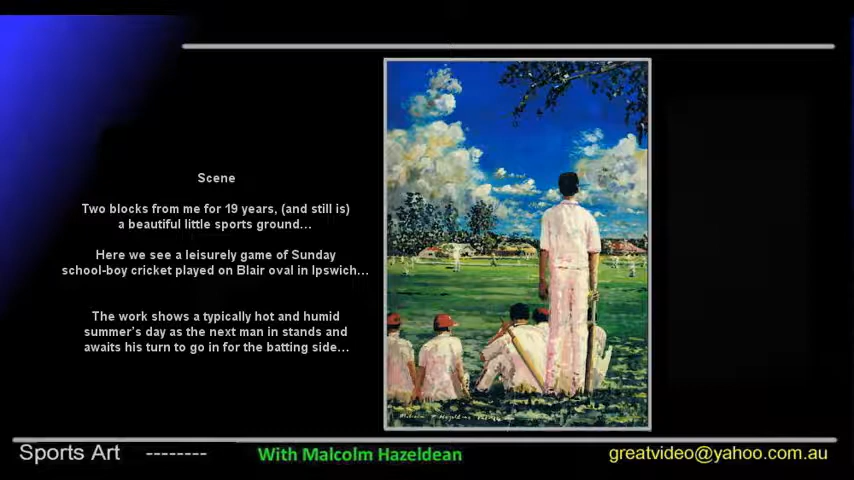 Scene
Two blocks from me for 19 years, (and still is)
a beautiful little sports ground...
Here we see a leisurely game of Sunday
school-boy cricket played on Blair oval in Ipswich...
The work shows a typically hot and humid
summer's day as the next man in stands and
awaits his turn to go in for the batting side...
Sports Art -------- With Malcolm Hazeldean greatvideo@yahoo.com.au